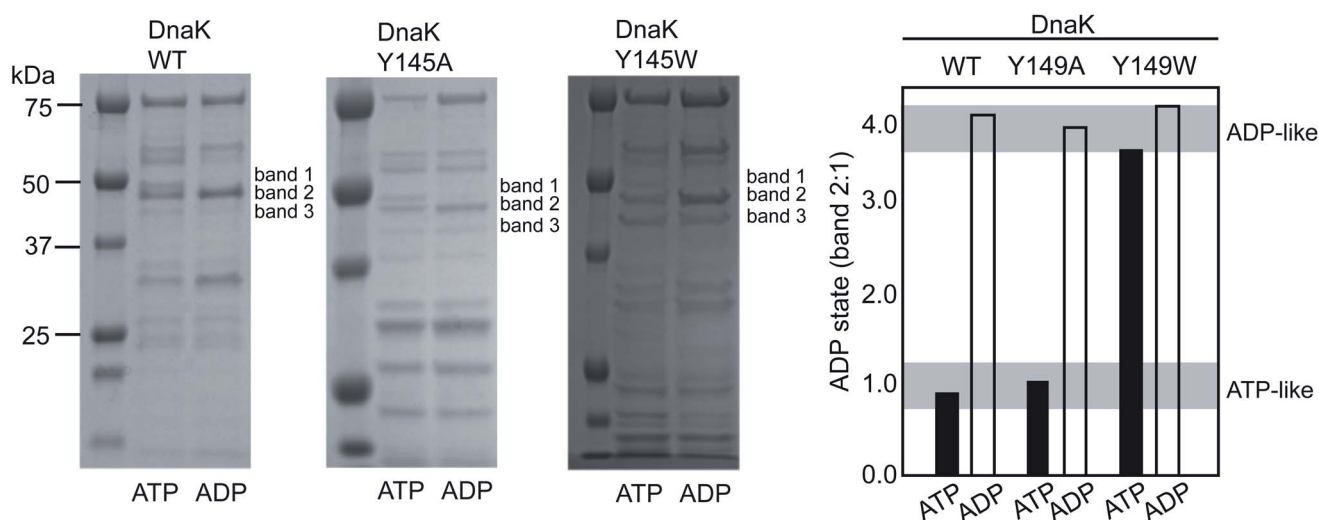 DnaK
WT
DnaK
Y145A
DnaK
Y145W
kDa
75
50
37
25
band 1
band 2
band 3
band 1
band 2
band 3
band 1
band 2
band 3
ATP ADP
ATP ADP
ATP ADP
DnaK
WT Y149A Y149W
ADP state (band 2:1)
4.0
3.0
2.0
1.0
0.0
ADP-like
ATP-like
ATP ADP ATP ADP ATP ADP